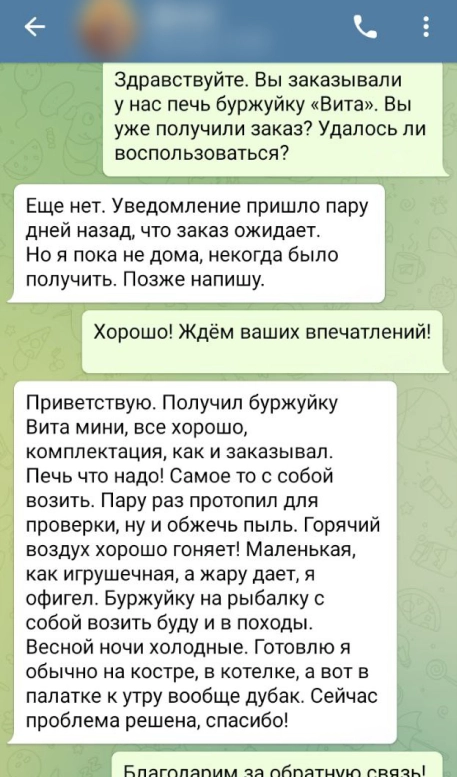 Здравствуйте. Вы заказывали
у нас печь буржуйку «Вита». Вы
уже получили заказ? Удалось ли
воспользоваться?
Еще нет. Уведомление пришло пару
дней назад, что заказ ожидает.
Но я пока не дома, некогда было
получить. Позже напишу.
Хорошо! Ждём ваших впечатлений!
Приветствую. Получил буржуйку
Вита мини, все хорошо,
комплектация, как и заказывал.
Печь что надо! Самое то с собой
возить. Пару раз протопил для
проверки, ну и обжечь пыль. Горячий
воздух хорошо гоняет! Маленькая,
как игрушечная, а жару дает, я
офигел. Буржуйку на рыбалку с
собой возить буду и в походы.
Весной ночи холодные. Готовлю я
обычно на костре, в котелке, а вот в
палатке к утру вообще дубак. Сейчас
проблема решена, спасибо!
Благодарим за обратную связь!